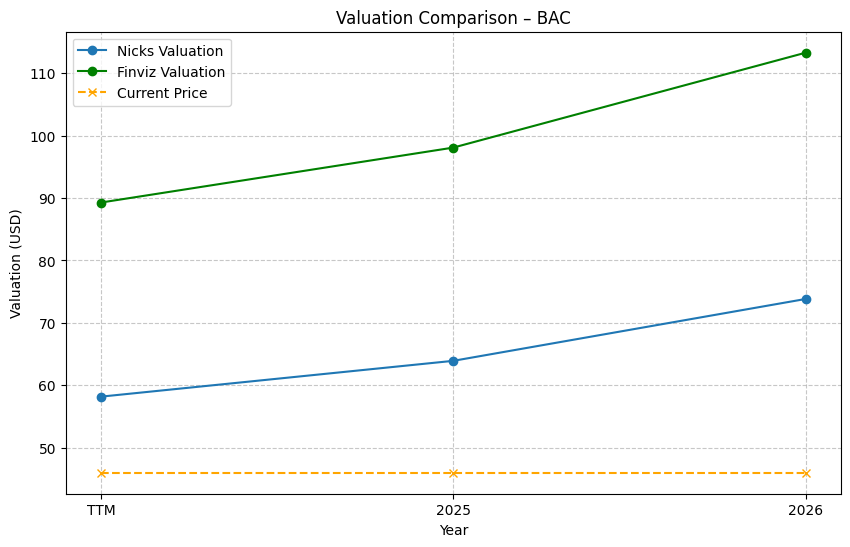 Valuation Comparison – BAC
Nicks Valuation
Finviz Valuation
Current Price
Valuation (USD)
110
100
90
80
70
60
50
TTM
2025
2026
Year